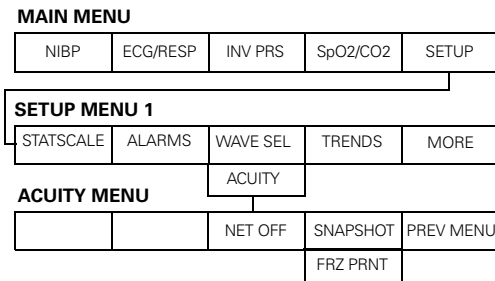 MAIN MENU
NIBP ECG/RESP INV PRS SpO2/CO2 SETUP
SETUP MENU 1
STATSCALE ALARMS WAVE SEL TRENDS MORE
ACUITY
ACUITY MENU
NET OFF SNAPSHOT PREV MENU
FRZ PRNT